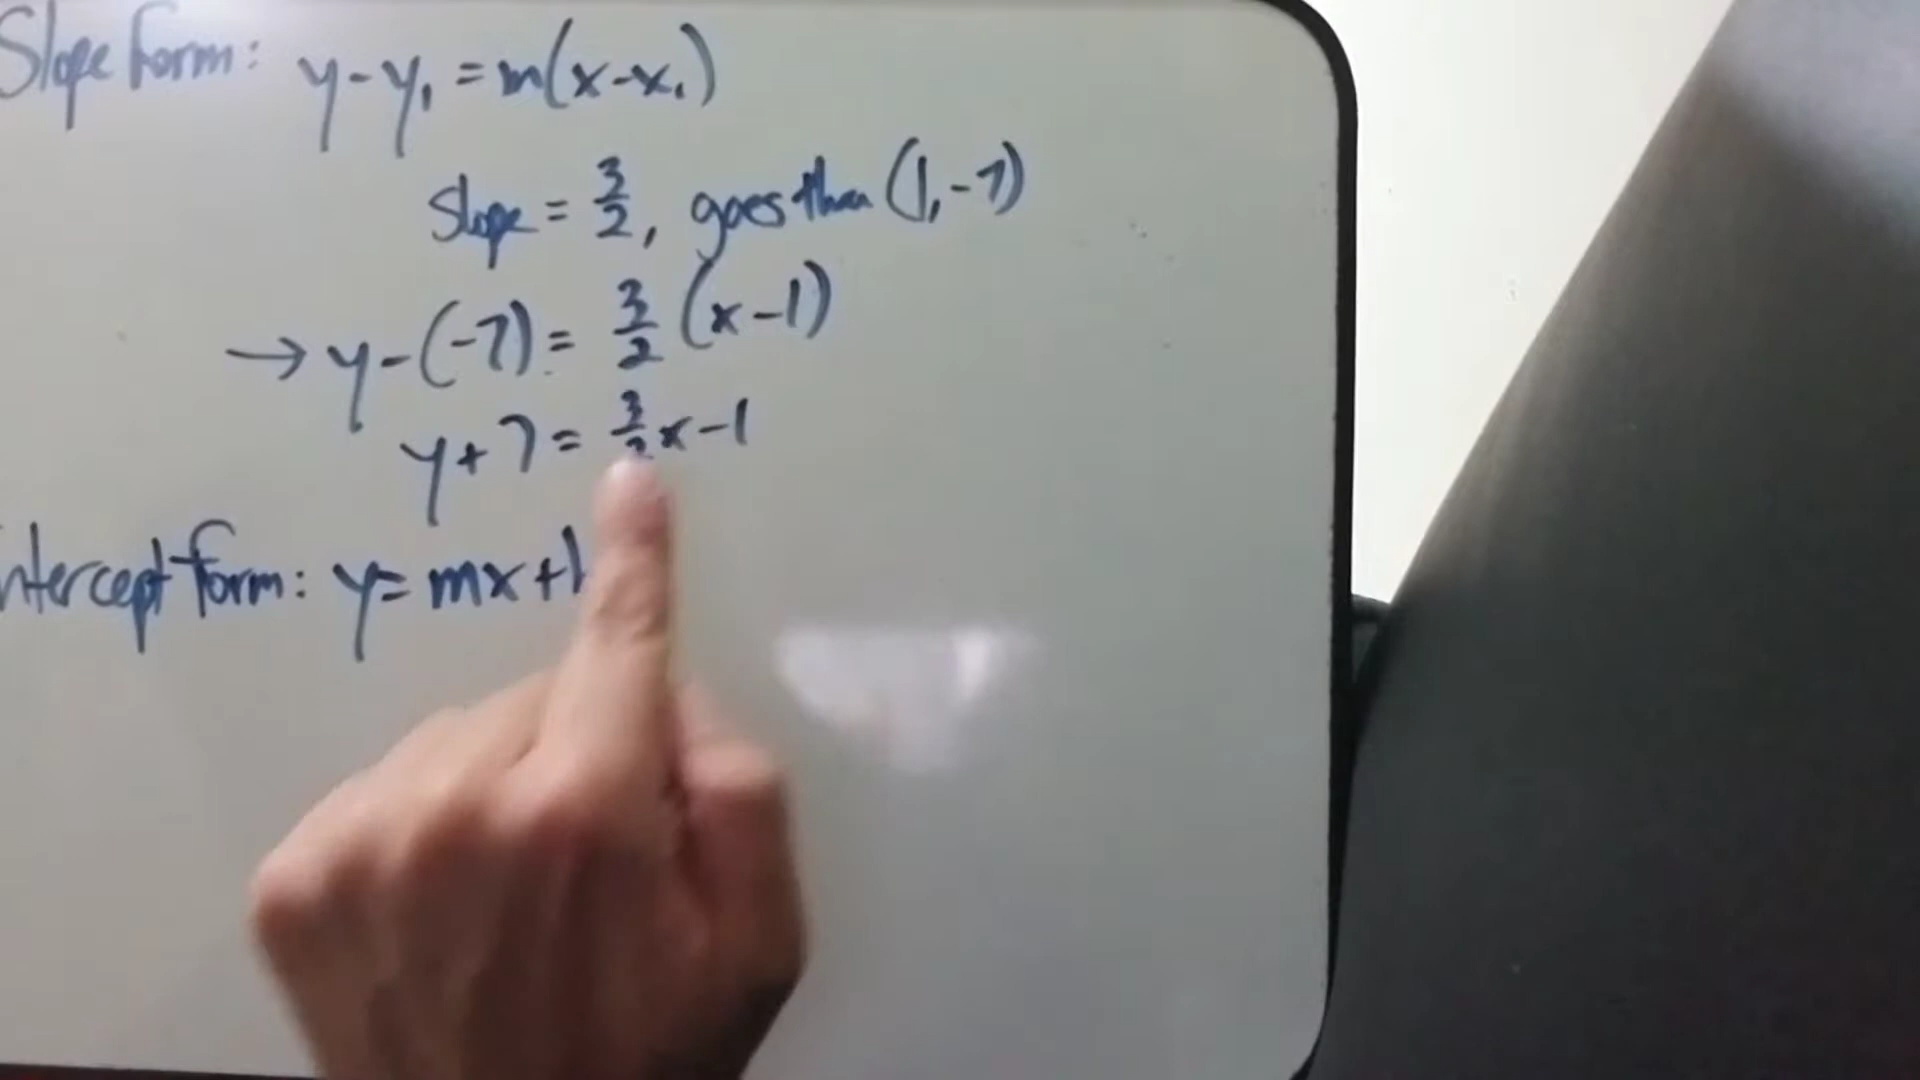 Slope Form: y-y₁ = m(x-x₁)
Slope = 3/2, goes thru (1,-7)
→ y-(-7) = 3/2 (x-1)
y+7 = 3/2x-1
ntercept form: y= mx+b